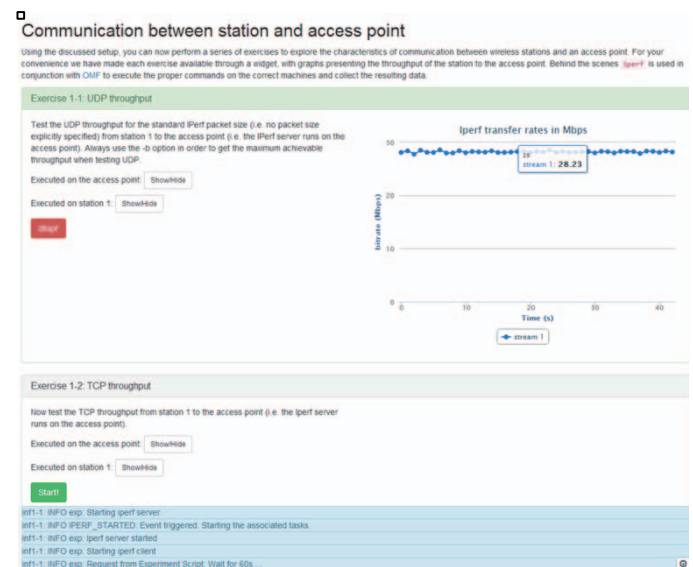 Communication between station and access point
Using the discussed setup, you can now perform a series of exercises to explore the characteristics of communication between wireless stations and an access point. For your
convenience we have made each exercise available through a widget, with graphs presenting the throughput of the station to the access point. Behind the scenes iperf is used in
conjunction with OMF to execute the proper commands on the correct machines and collect the resulting data.
Exercise 1-1: UDP throughput
Test the UDP throughput for the standard IPerf packet size (i.e. no packet size
explicitly specified) from station 1 to the access point (i.e. the IPerf server runs on the
access point). Always use the -b option in order to get the maximum achievable
throughput when testing UDP.
Executed on the access point: Show/Hide
Executed on station 1: Show/Hide
Stop!
Iperf transfer rates in Mbps
30
20
10
0
bitrate (Mbps)
stream 1: 28.23
0 10 20 30 40
Time (s)
stream 1
Exercise 1-2: TCP throughput
Now test the TCP throughput from station 1 to the access point (i.e. the Iperf server
runs on the access point).
Executed on the access point: Show/Hide
Executed on station 1: Show/Hide
Start!
inf1-1: INFO exp: Starting iperf server
inf1-1: INFO IPERF_STARTED: Event triggered. Starting the associated tasks.
inf1-1: INFO exp: Iperf server started
inf1-1: INFO exp: Starting iperf client
inf1-1: INFO exp: Request from Experiment Script: Wait for 60s....